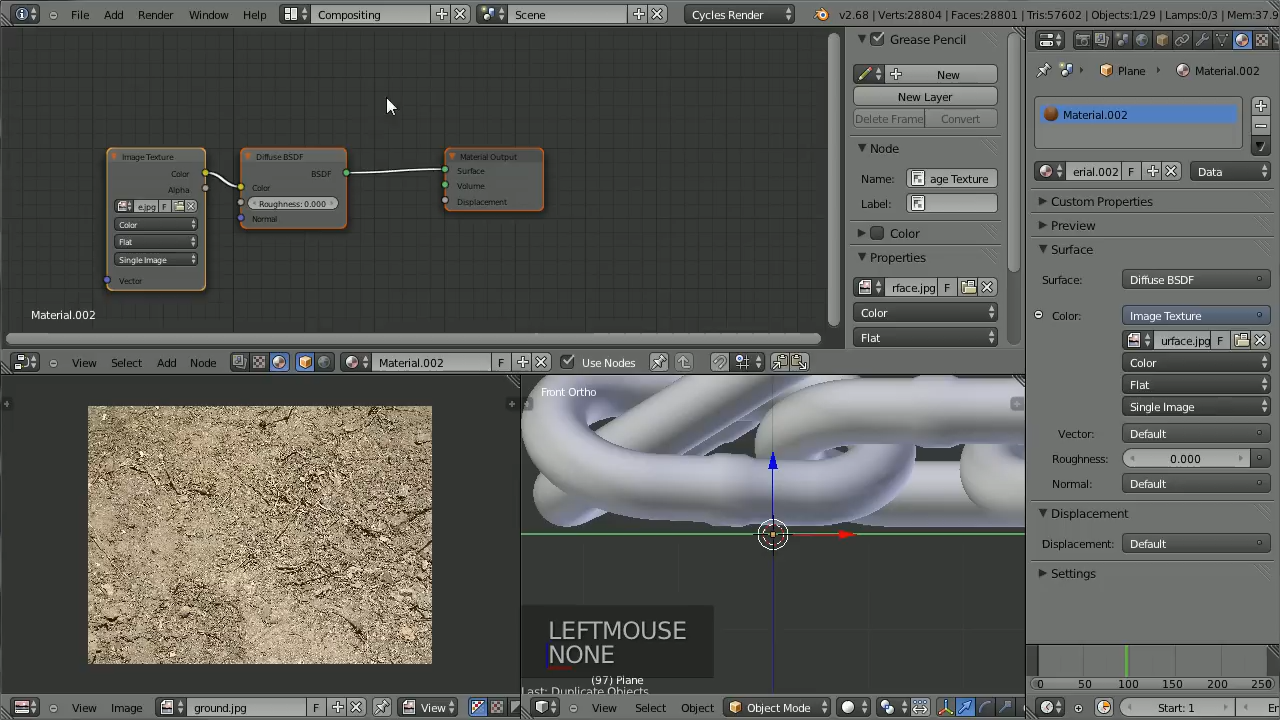 File Render Window Help Compositing Scene Cycles Render v2.68 | Verts:28804 | Faces:28801 | Tris:57602 | Objects:1/29 | Lamps:0/3 | Mem:37.9
Grease Pencil
New
New Layer
Delete Frame Convert
Node
Name: age Texture
Label:
Color
Properties
rface.jpg F
Color
Flat
Image Texture
Color
Alpha
e.jpg F
Color
Flat
Single Image
Vector
Diffuse BSDF
BSDF
Color
Roughness: 0.000
Normal
Material Output
Surface
Volume
Displacement
Material.002
View Select Add Node Material.002 F Use Nodes
Plane Material.002
Material.002
erial.002 F Data
Custom Properties
Preview
Surface
Surface: Diffuse BSDF
Color: Image Texture
urface.jpg F
Color
Flat
Single Image
Vector: Default
Roughness: 0.000
Normal: Default
Displacement
Displacement: Default
Settings
Front Ortho
LEFTMOUSE
NONE
(97) Plane
Last: Duplicate Objects
View Image ground.jpg F View
View Select Object Object Mode
0 50 100 150 200 250
Start: 1 En